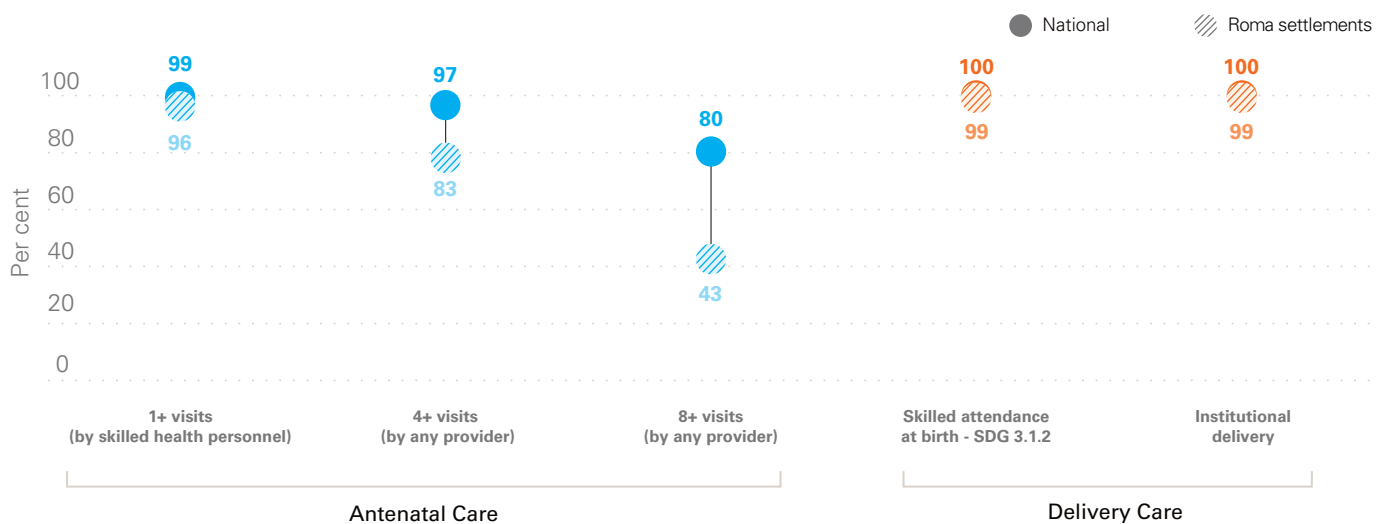 National
Roma settlements
99
97
80
100
100
100
80
60
40
20
0
Per cent
96
83
43
99
99
1+ visits
(by skilled health personnel)
4+ visits
(by any provider)
8+ visits
(by any provider)
Skilled attendance
at birth - SDG 3.1.2
Institutional
delivery
Antenatal Care
Delivery Care